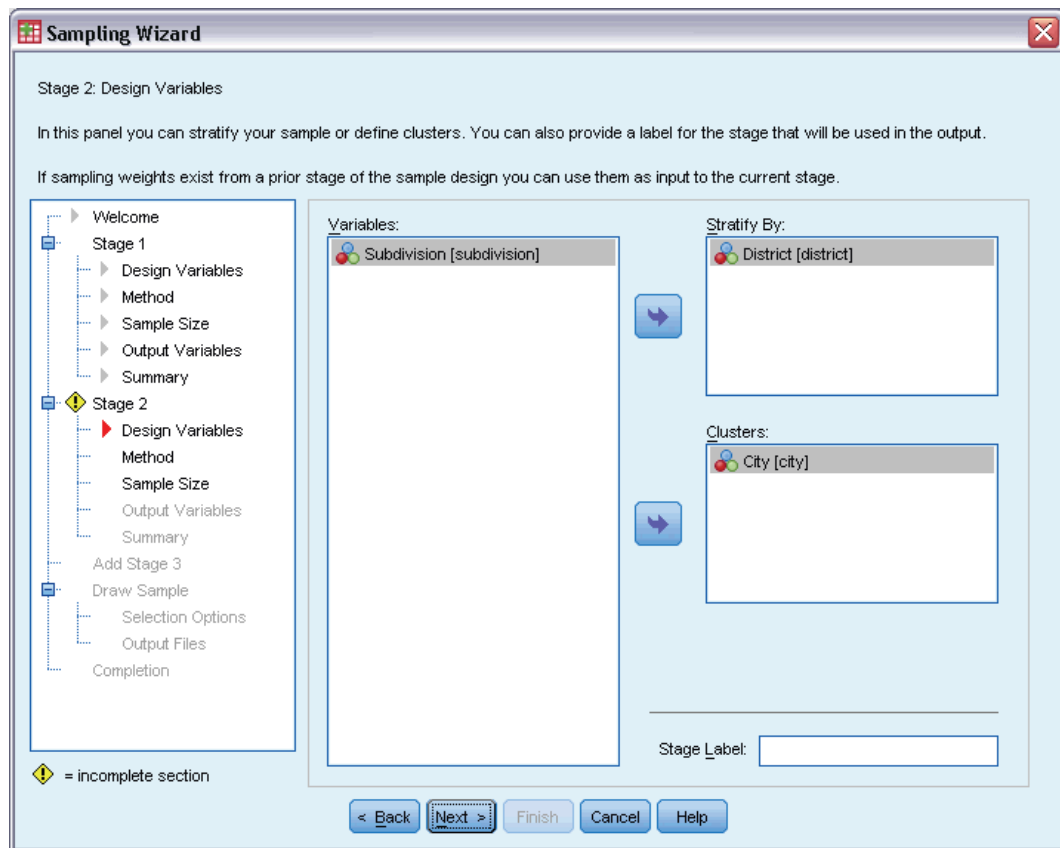 Sampling Wizard
Stage 2: Design Variables
In this panel you can stratify your sample or define clusters. You can also provide a label for the stage that will be used in the output.
If sampling weights exist from a prior stage of the sample design you can use them as input to the current stage.
Welcome
Stage 1
Design Variables
Method
Sample Size
Output Variables
Summary
Stage 2
Design Variables
Method
Sample Size
Output Variables
Summary
Add Stage 3
Draw Sample
Selection Options
Output Files
Completion
= incomplete section
Variables:
Subdivision [subdivision]
Stratify By:
District [district]
Clusters:
City [city]
Stage Label:
< Back
Next >
Finish
Cancel
Help